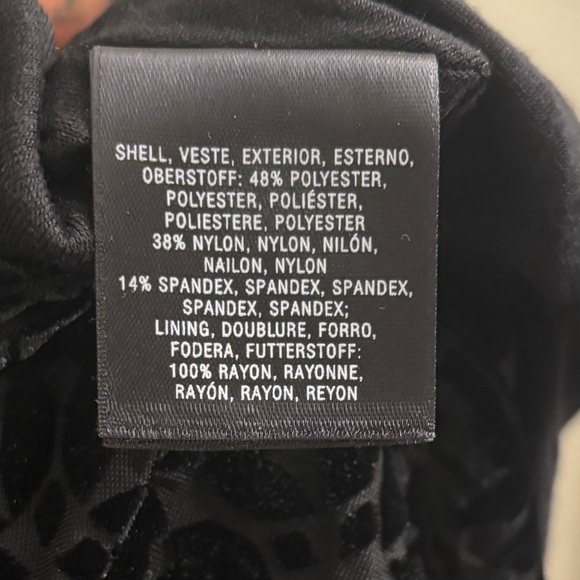 SHELL, VESTE, EXTERIOR, ESTERNO,
OBERSTOFF: 48% POLYESTER,
POLYESTER, POLIÉSTER,
POLIESTERE, POLYESTER
38% NYLON, NYLON, NILÓN,
NAILON, NYLON
14% SPANDEX, SPANDEX, SPANDEX,
SPANDEX, SPANDEX;
LINING, DOUBLURE, FORRO,
FODERA, FUTTERSTOFF:
100% RAYON, RAYONNE,
RAYÓN, RAYON, REYON